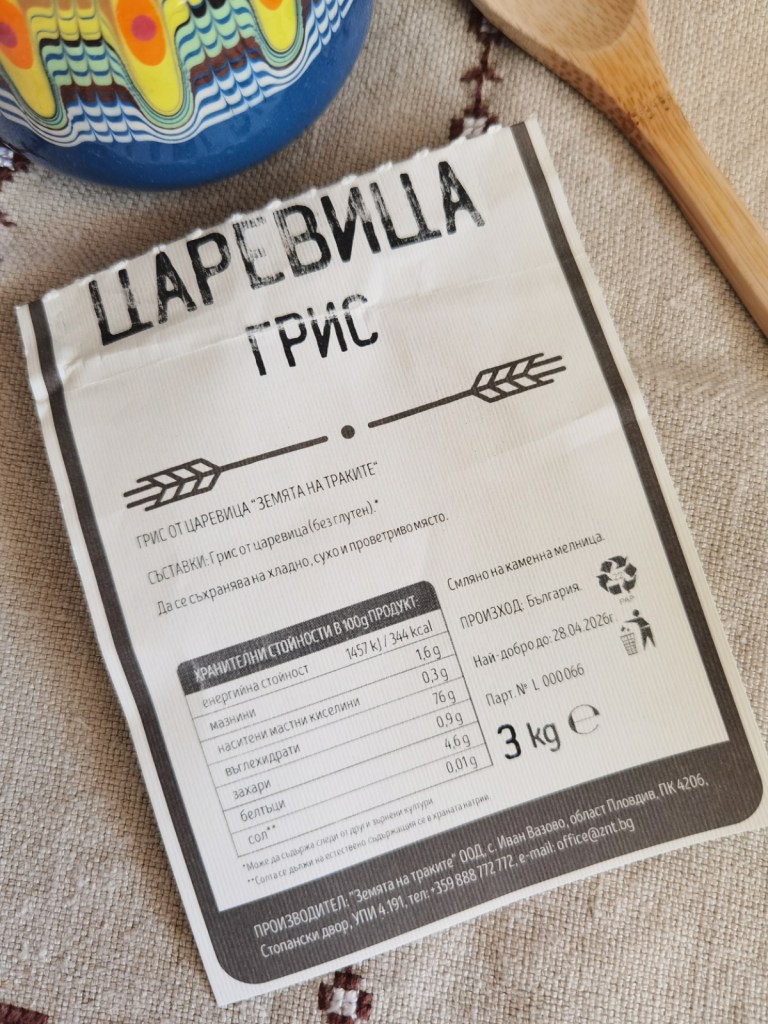 ЦАРЕВИЦА
ГРИС
ГРИС ОТ ЦАРЕВИЦА "ЗЕМЯТА НА ТРАКИТЕ"
СЪСТАВКИ: Грис от царевица (без глутен).*
Да се съхранява на хладно, сухо и проветриво място.
ХРАНИТЕЛНИ СТОЙНОСТИ В 100g ПРОДУКТ:
енергийна стойност 1457 kJ / 344 kcal
мазнини 1.6 g
наситени мастни киселини 0.3 g
въглехидрати 76 g
захари 0.9 g
белтъци 4.6 g
сол** 0.01 g
Смляно на каменна мелница.
ПРОИЗХОД: България.
Най-добро до: 28.04.2026г
Парт.№ L 000066
3 kg ℮
*Може да съдържа следи от други зърнени култури.
**Солта се дължи на естествено съдържащия се в храната натрий.
ПРОИЗВОДИТЕЛ: "Земята на траките" ООД, с. Иван Вазово, област Пловдив, ПК 4206,
Стопански двор, УПИ 4.191, тел: +359 888 772 772, e-mail: office@znt.bg